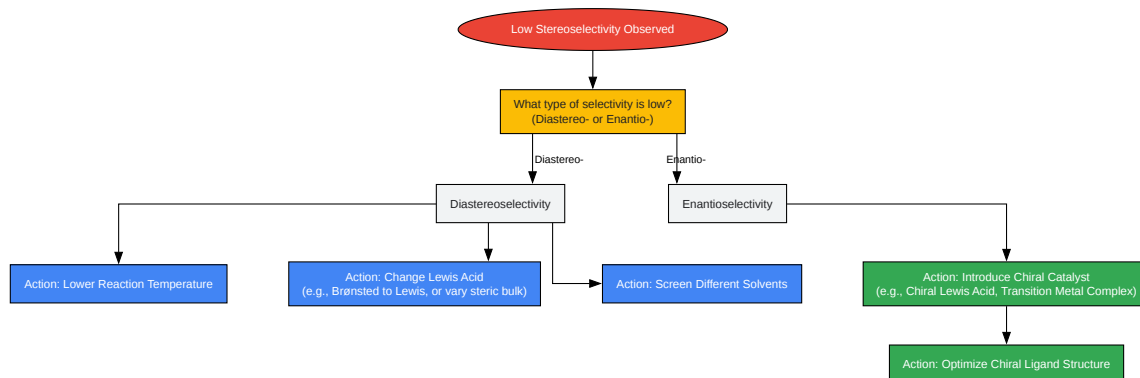 Low Stereoselectivity Observed
What type of selectivity is low?
(Diastereo- or Enantio-)
Diastereo-
Enantio-
Diastereoselectivity
Enantioselectivity
Action: Lower Reaction Temperature
Action: Change Lewis Acid
(e.g., Brønsted to Lewis, or vary steric bulk)
Action: Screen Different Solvents
Action: Introduce Chiral Catalyst
(e.g., Chiral Lewis Acid, Transition Metal Complex)
Action: Optimize Chiral Ligand Structure